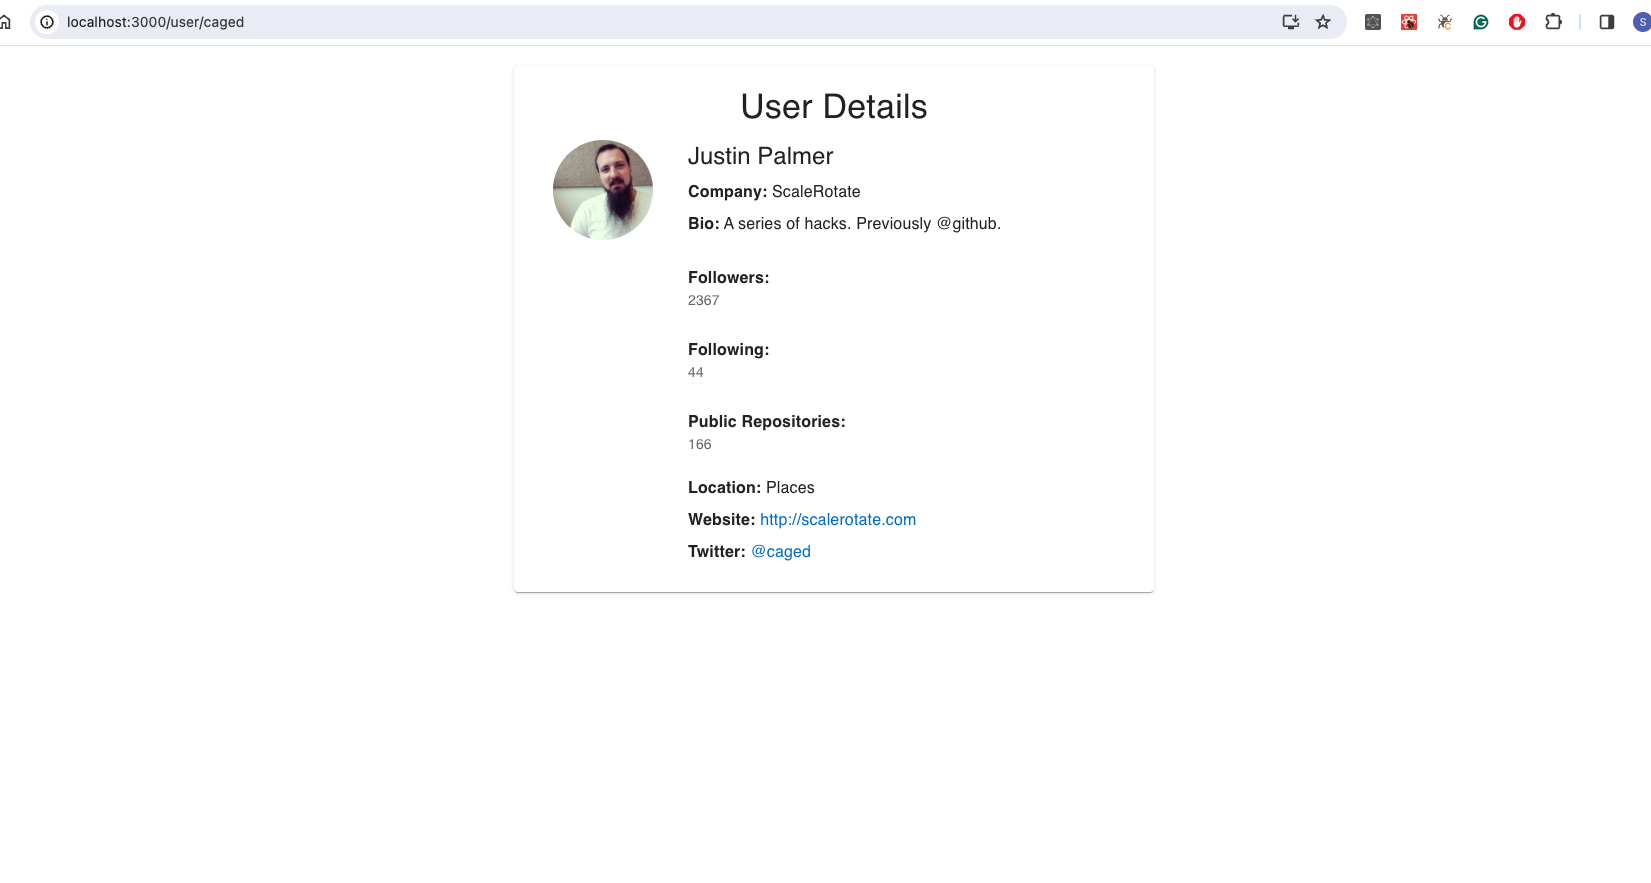 localhost:3000/user/caged
S
User Details
Justin Palmer
Company: ScaleRotate
Bio: A series of hacks. Previously @github.
Followers:
2367
Following:
44
Public Repositories:
166
Location: Places
Website: http://scalerotate.com
Twitter: @caged